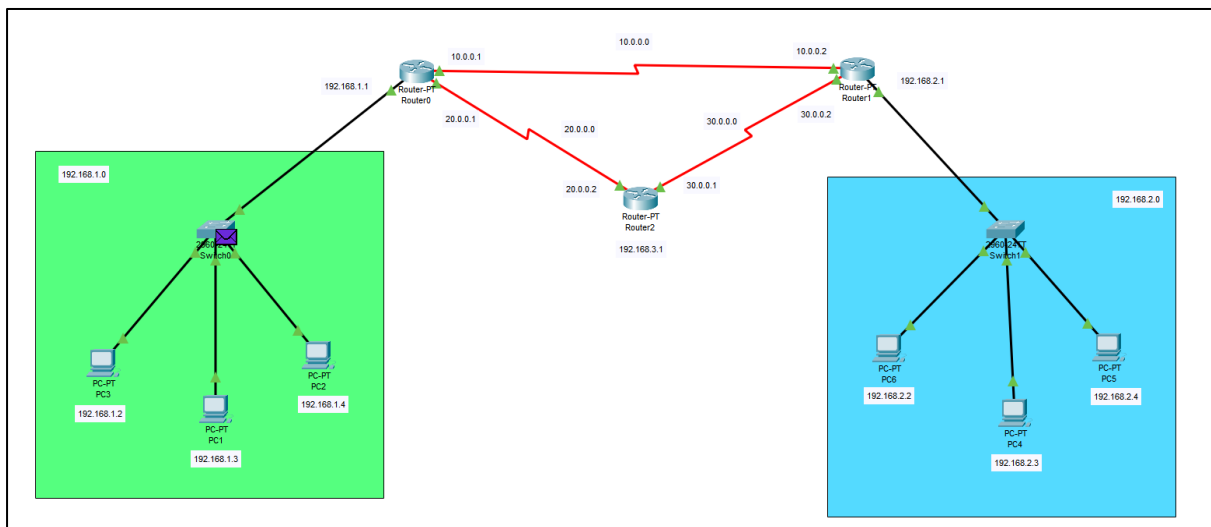 10.0.0.0
10.0.0.1
10.0.0.2
192.168.1.1
Router-PT
Router0
Router-PT
Router1
192.168.2.1
20.0.0.1
20.0.0.0
30.0.0.0
30.0.0.2
20.0.0.2
30.0.0.1
Router-PT
Router2
192.168.3.1
192.168.1.0
192.168.2.0
2960-24TT
Switch0
2960-24TT
Switch1
PC-PT
PC3
192.168.1.2
PC-PT
PC1
192.168.1.3
PC-PT
PC2
192.168.1.4
PC-PT
PC6
192.168.2.2
PC-PT
PC4
192.168.2.3
PC-PT
PC5
192.168.2.4